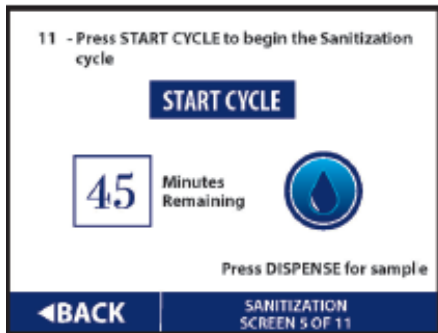 11 - Press START CYCLE to begin the Sanitization
cycle
START CYCLE
45
Minutes
Remaining
Press DISPENSE for sample
◀BACK
SANITIZATION
SCREEN 5 OF 11